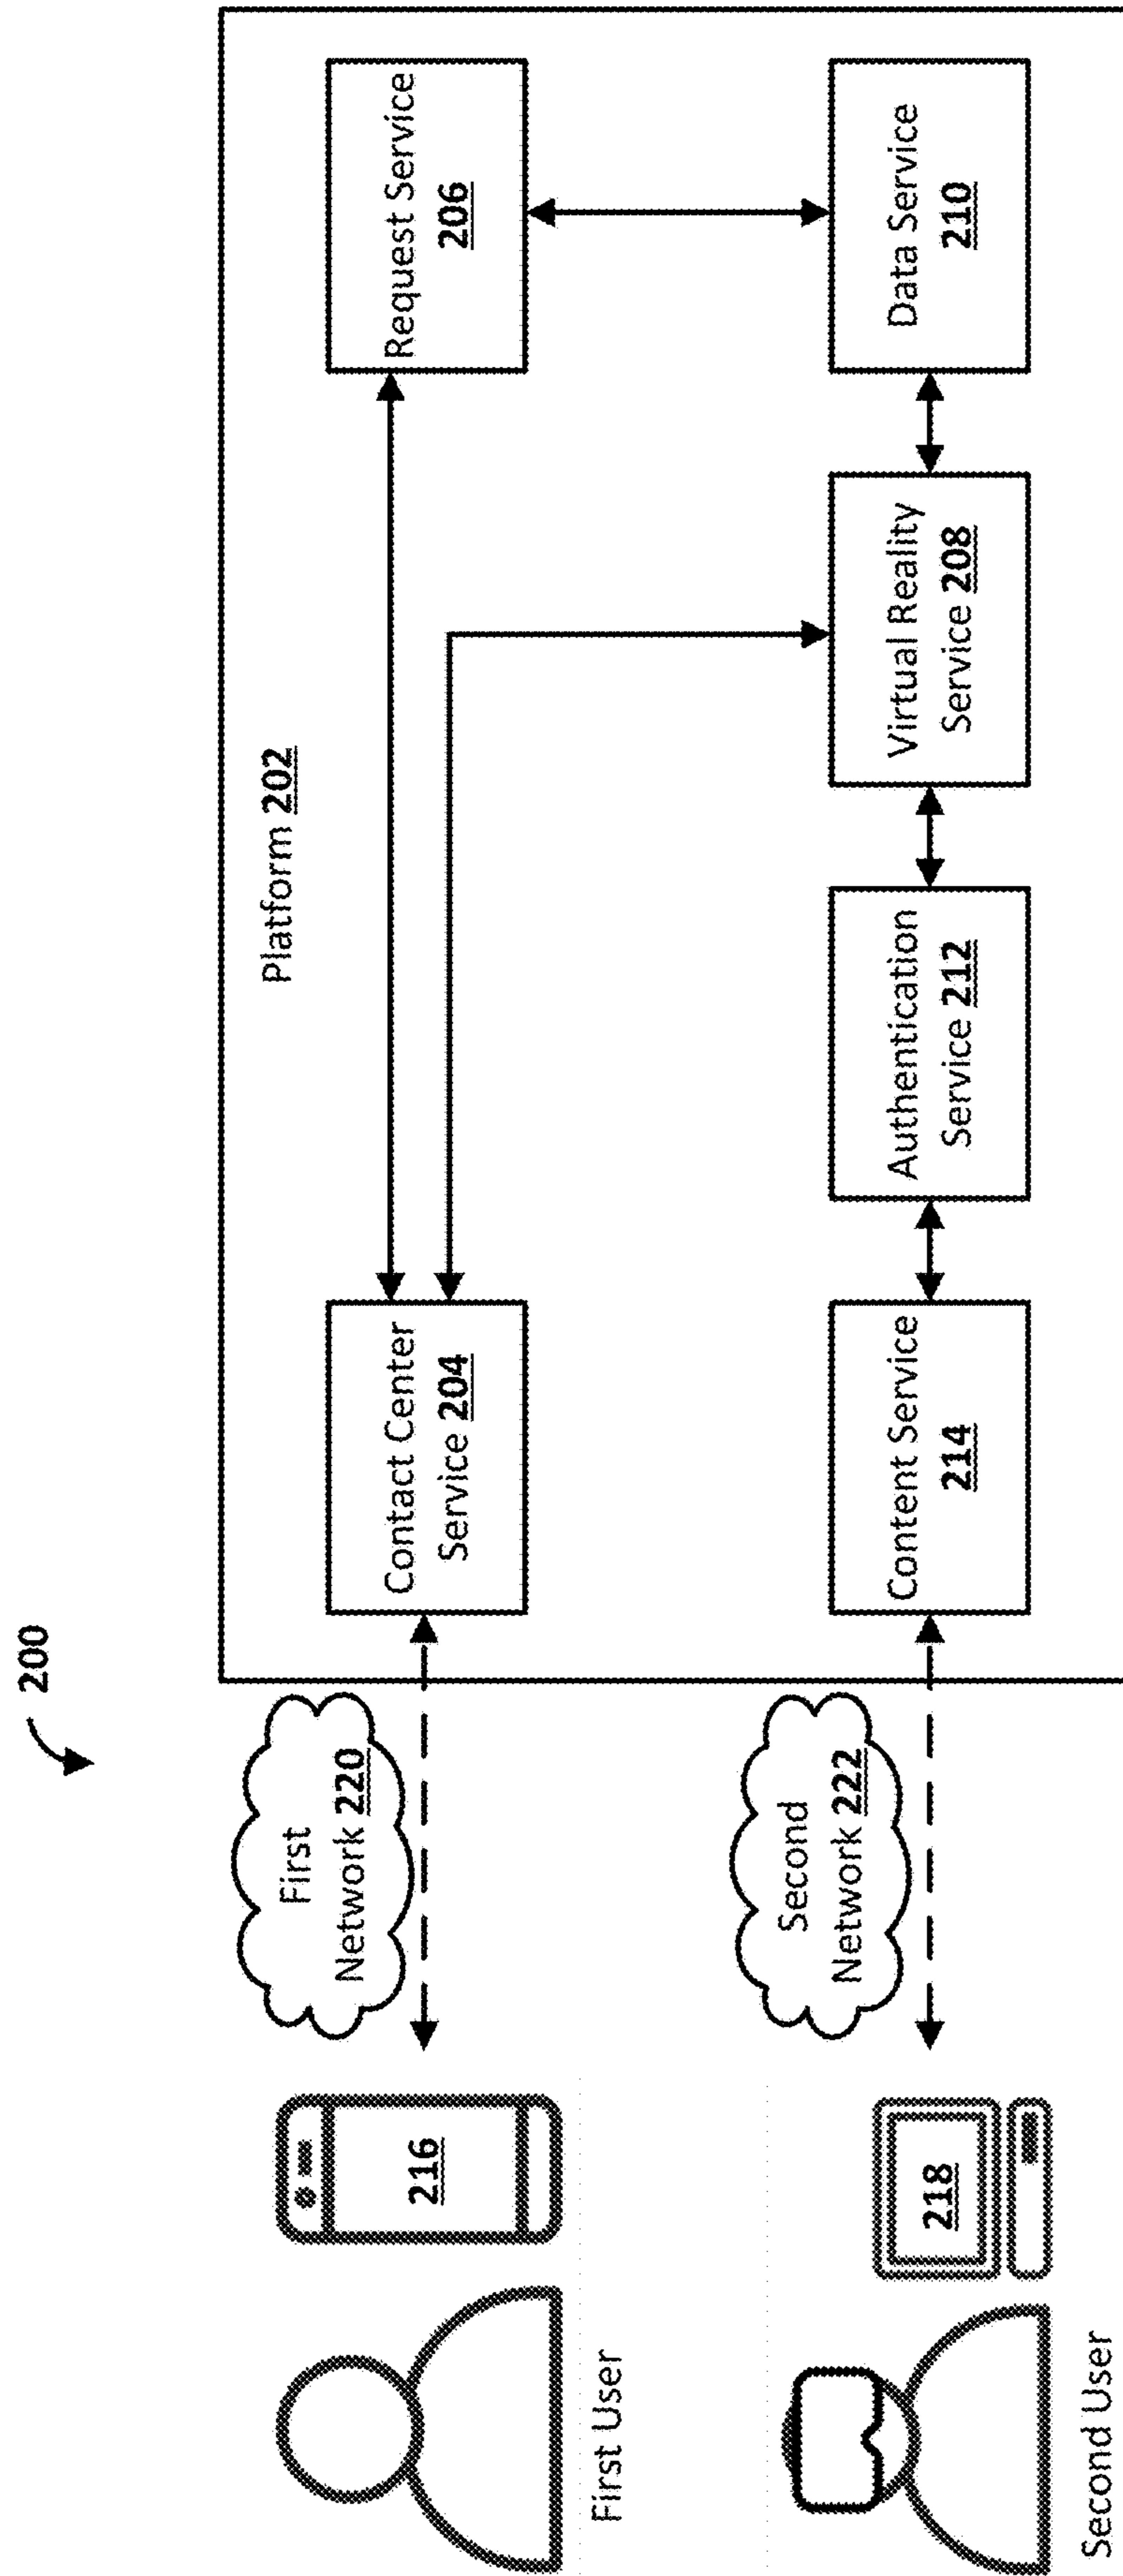 200
Platform 202
First
Network 220
Contact Center
Service 204
Request Service
206
216
First User
Second
Network 222
Content Service
214
Authentication
Service 212
Virtual Reality
Service 208
Data Service
210
218
Second User